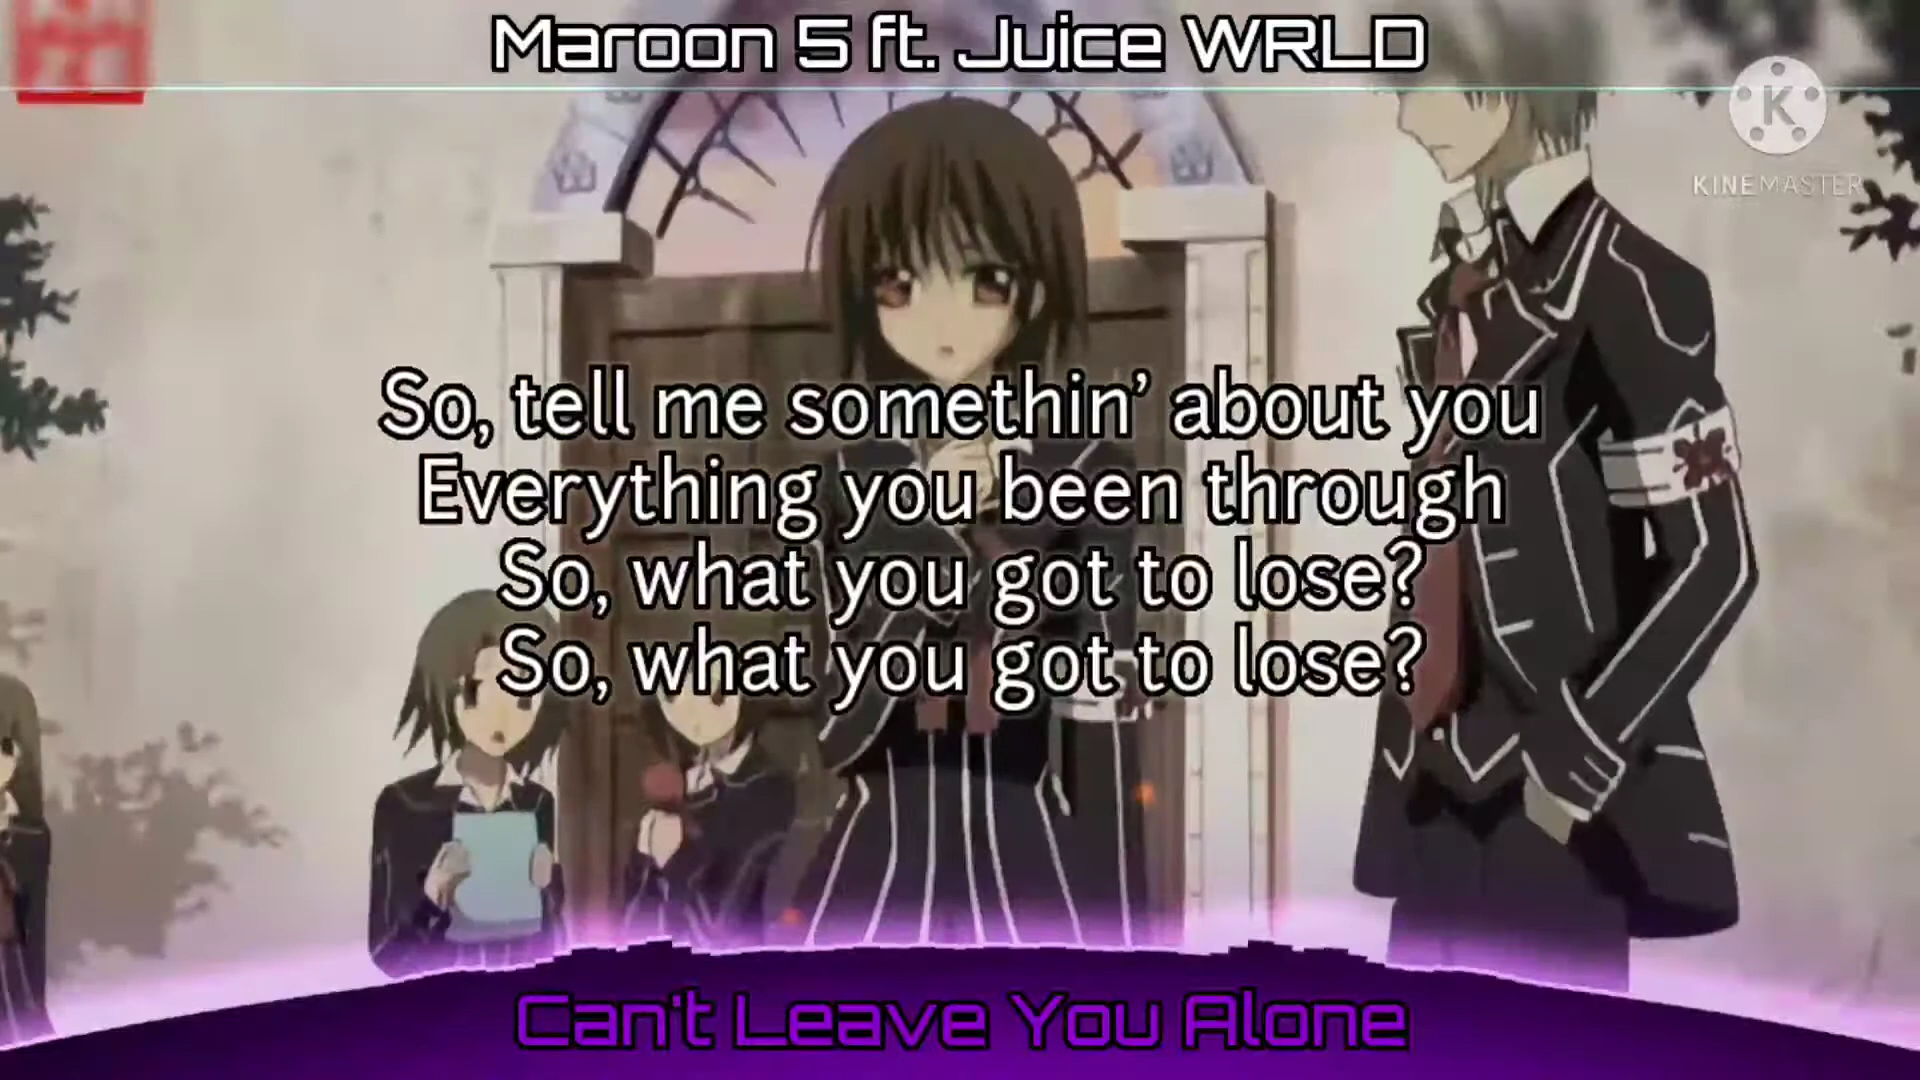 Maroon 5 ft. Juice WRLD
KINEMASTER
So, tell me somethin’ about you
Everything you been through
So, what you got to lose?
So, what you got to lose?
Can't Leave You Alone